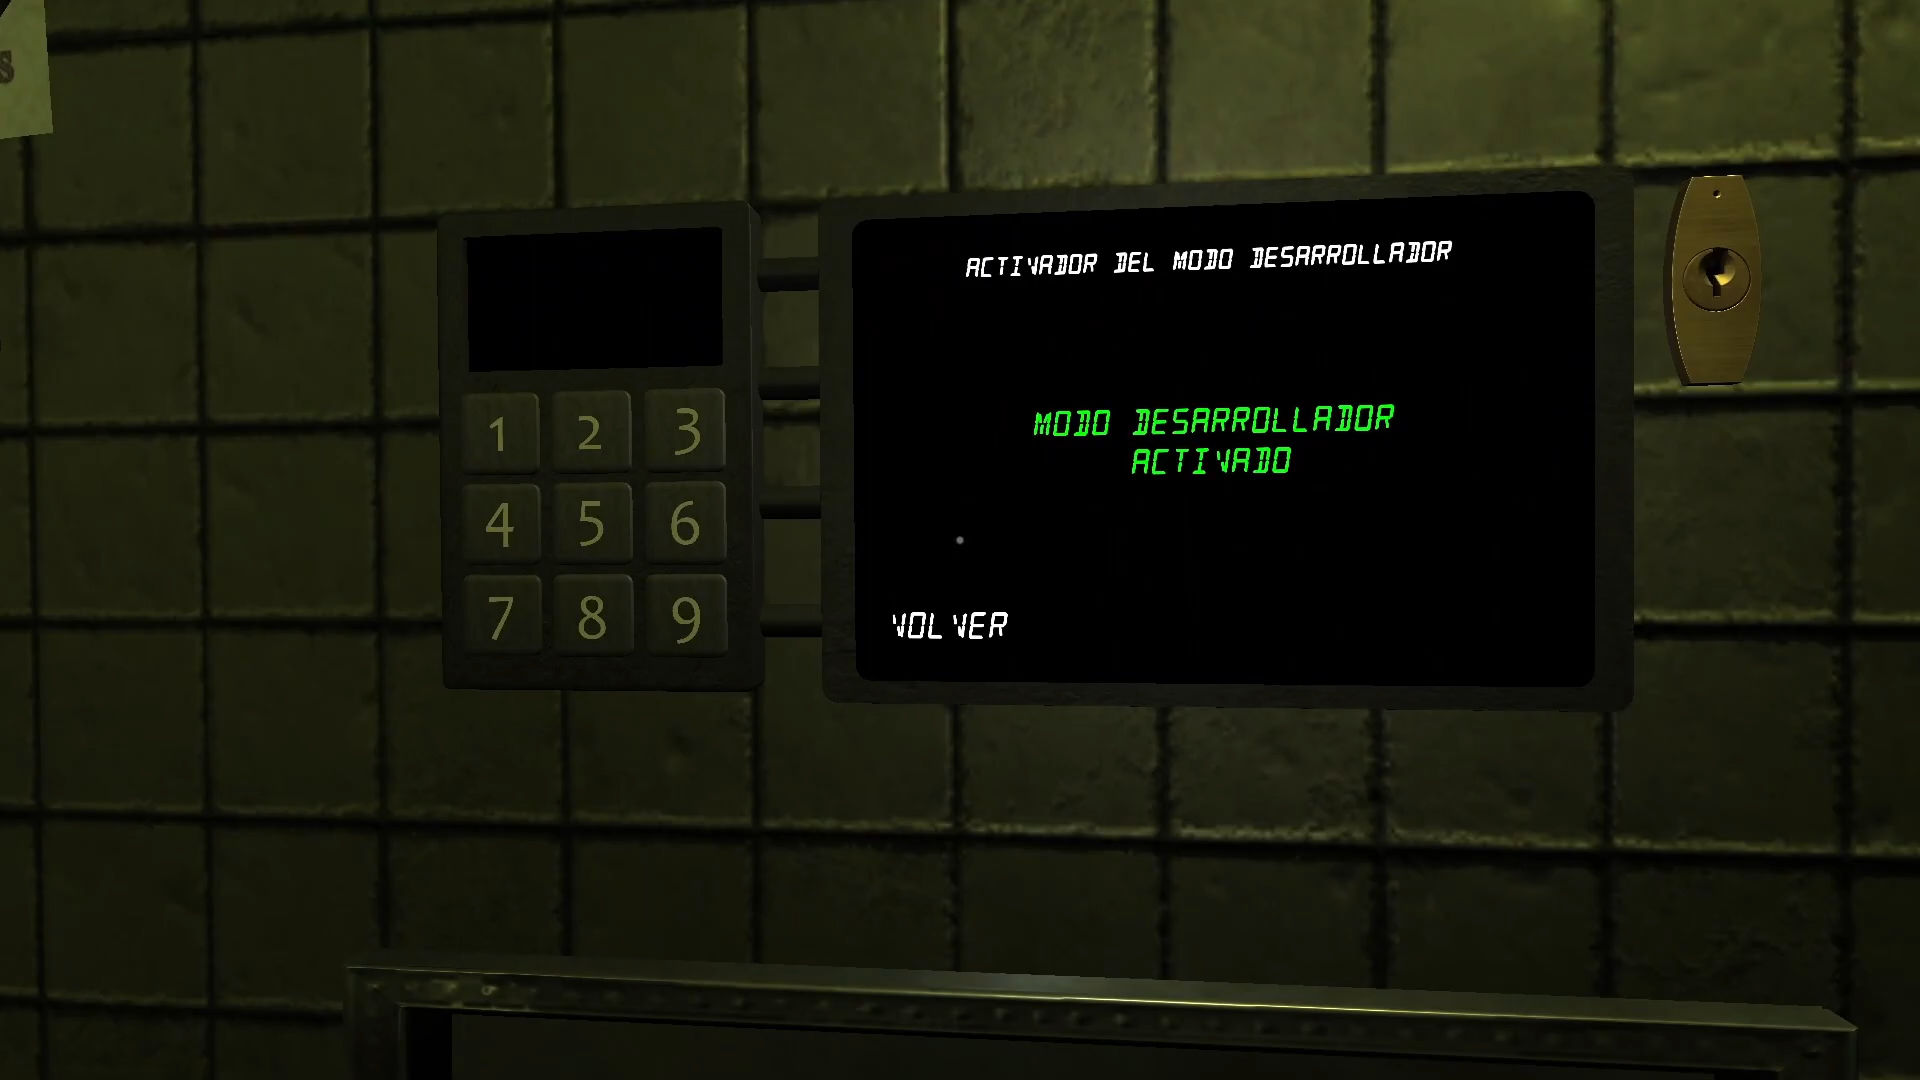 S
ACTIVADOR DEL MODO DESARROLLADOR
MODO DESARROLLADOR
ACTIVADO
VOLVER
1 2 3
4 5 6
7 8 9